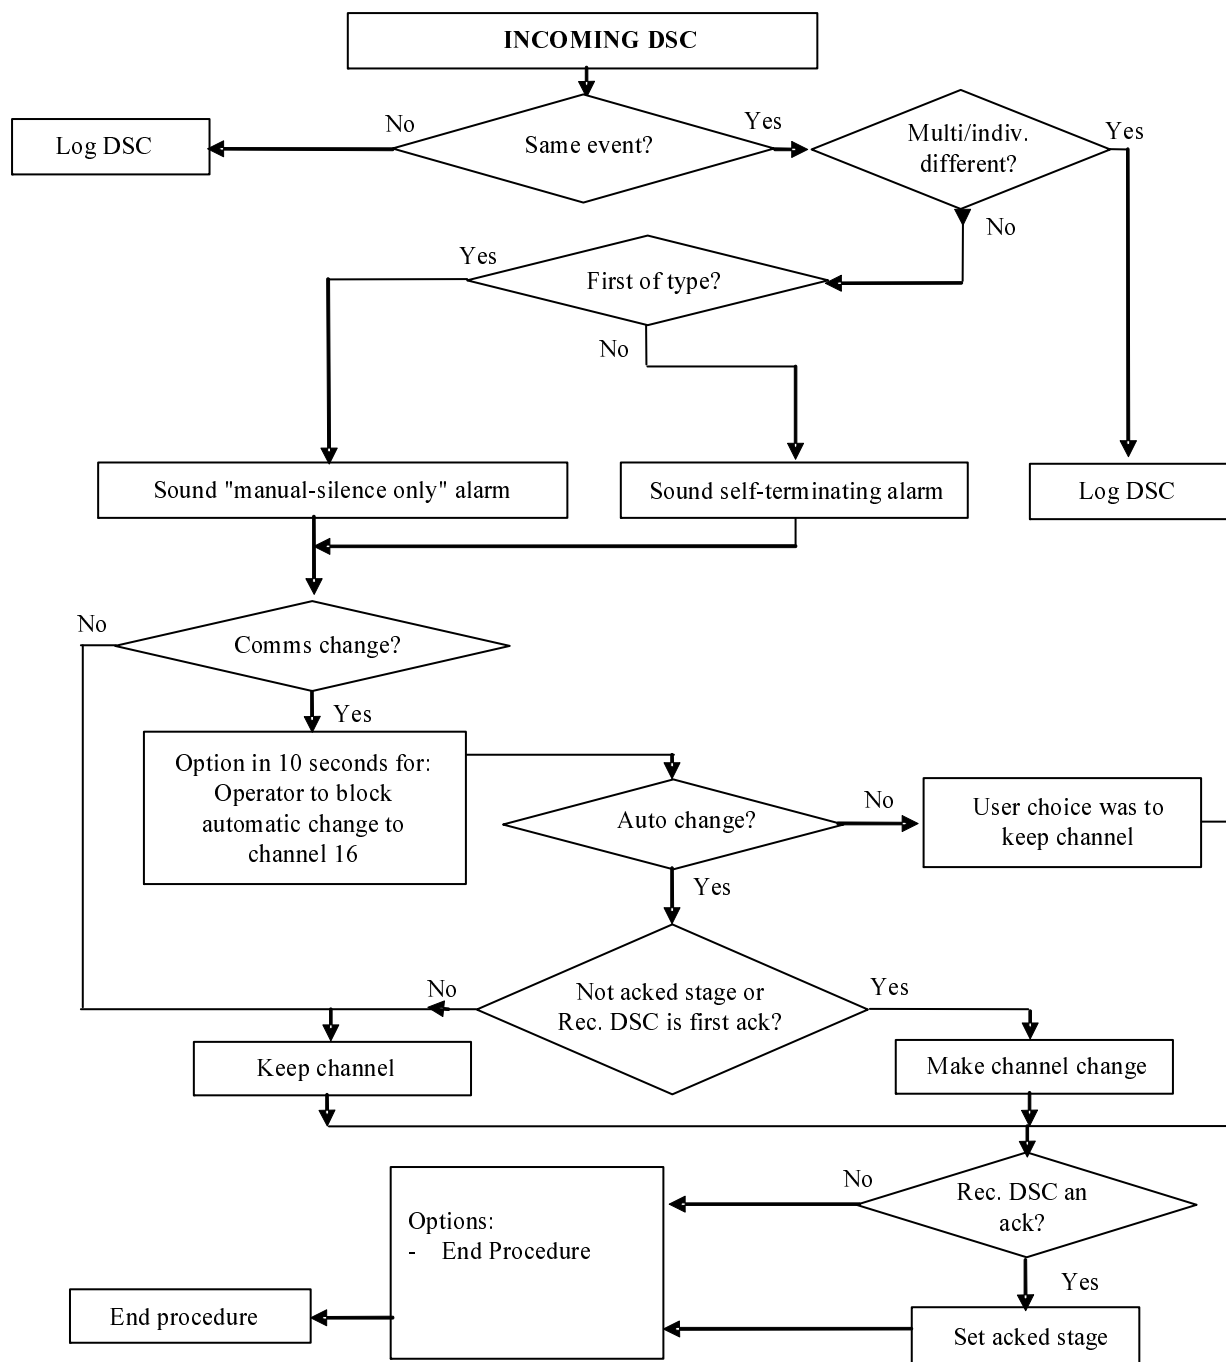 INCOMING DSC
No
Same event?
Yes
Multi/indiv.
different?
Yes
Log DSC
No
Yes
First of type?
No
Sound "manual-silence only" alarm
Sound self-terminating alarm
Log DSC
No
Comms change?
Yes
Option in 10 seconds for:
Operator to block
automatic change to
channel 16
Auto change?
No
User choice was to
keep channel
Yes
No
Not acked stage or
Rec. DSC is first ack?
Yes
Keep channel
Make channel change
No
Rec. DSC an
ack?
Options:
- End Procedure
Yes
End procedure
Set acked stage